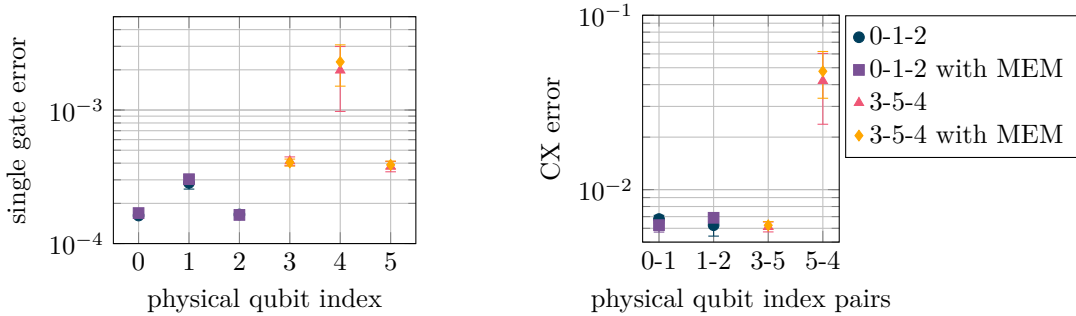 single gate error
10^{-3}
10^{-4}
0 1 2 3 4 5
physical qubit index
CX error
10^{-1}
10^{-2}
0-1 1-2 3-5 5-4
physical qubit index pairs
0-1-2
0-1-2 with MEM
3-5-4
3-5-4 with MEM